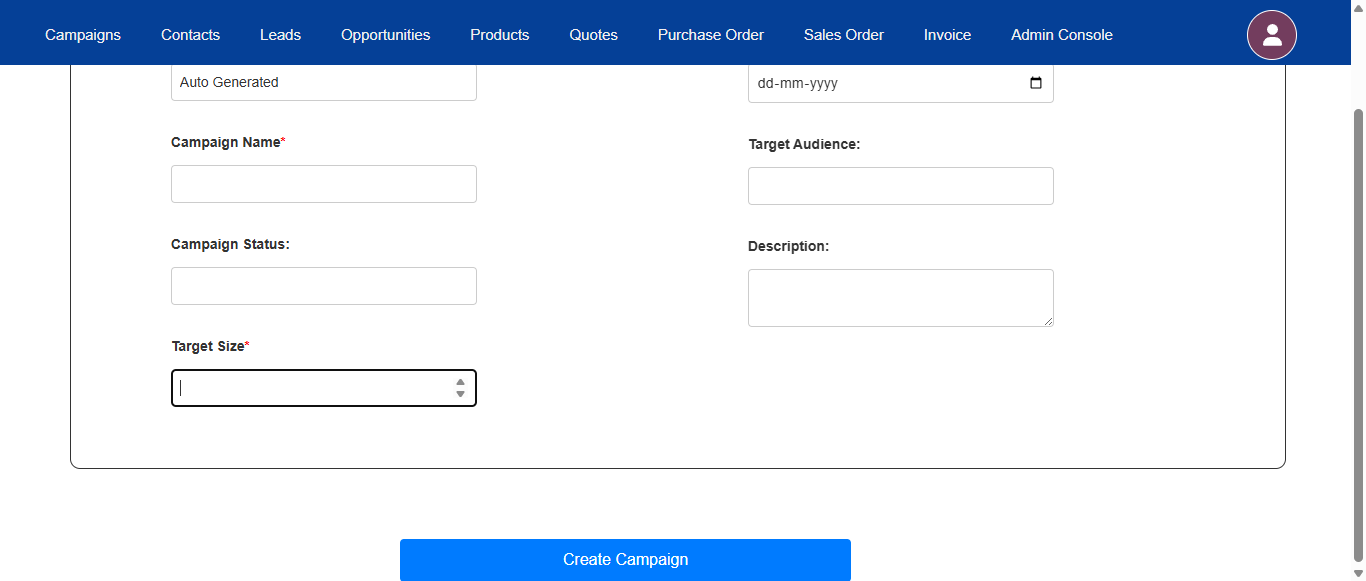 Campaigns Contacts Leads Opportunities Products Quotes Purchase Order Sales Order Invoice Admin Console
Auto Generated
dd-mm-yyyy
Campaign Name*
Target Audience:
Campaign Status:
Description:
Target Size*
Create Campaign